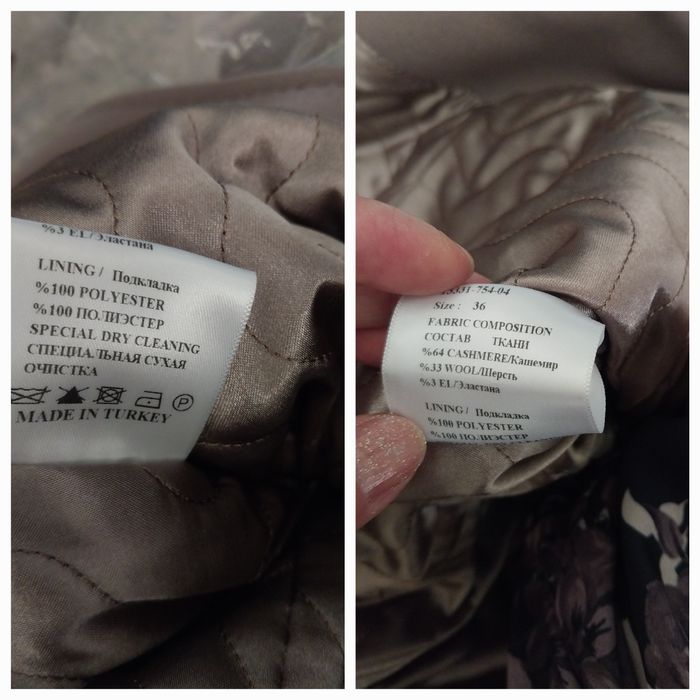 %3 EL/Эластана
LINING / Подкладка
%100 POLYESTER
%100 ПОЛИЭСТЕР
SPECIAL DRY CLEANING
СПЕЦИАЛЬНАЯ СУХАЯ
ОЧИСТКА
P
MADE IN TURKEY
Size : 36
FABRIC COMPOSITION
СОСТАВ ТКАНИ
%64 CASHMERE/Кашемир
%33 WOOL/Шерсть
%3 EL/Эластана
LINING / Подкладка
%100 POLYESTER
%100 ПОЛИЭСТЕР